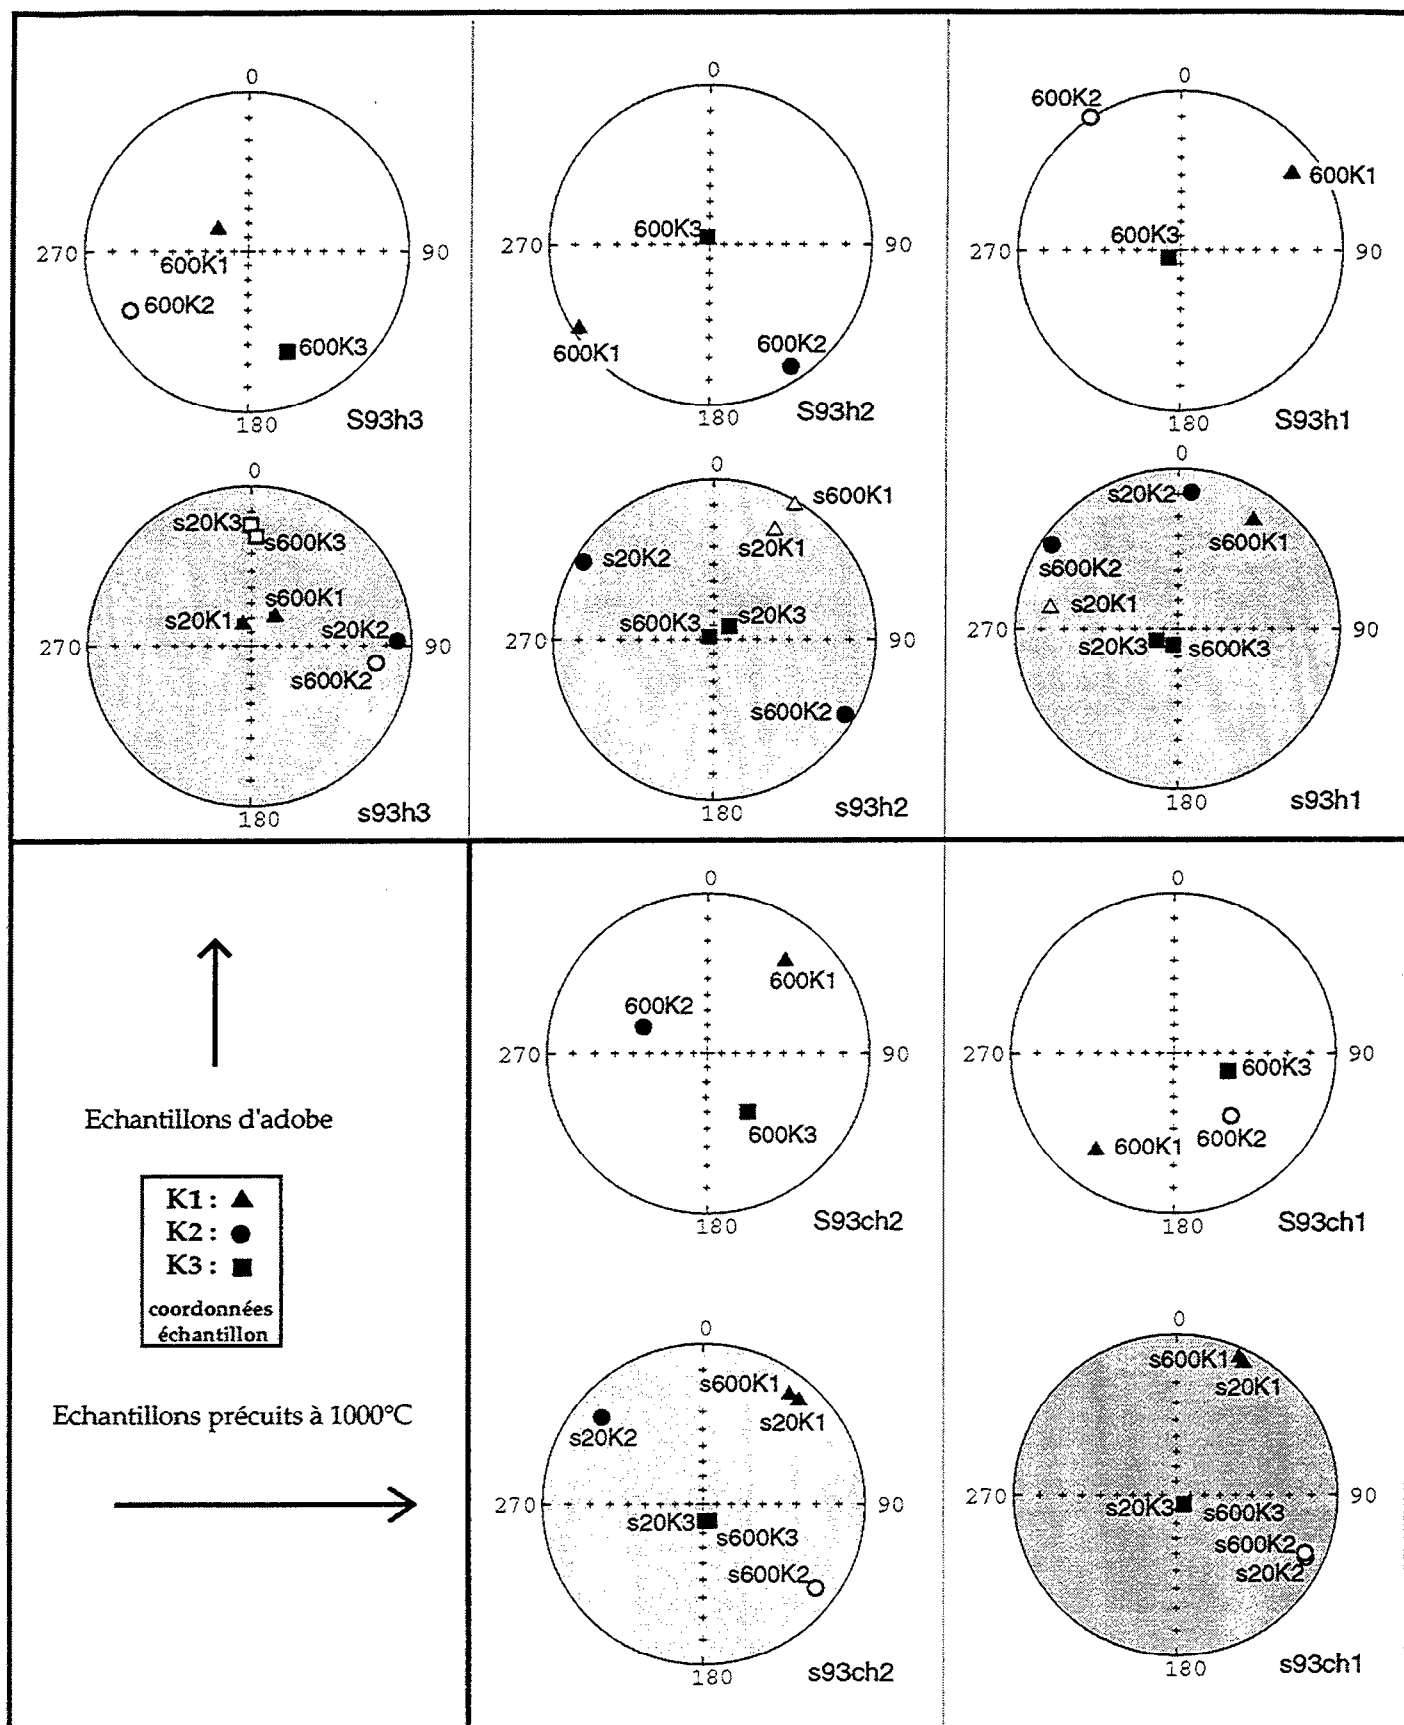 0
600K1
270
90
600K2
600K3
180
S93h3
0
600K3
270
90
600K1
600K2
180
S93h2
0
600K2
600K1
600K3
270
90
180
S93h1
0
s20K3
s600K3
s600K1
s20K1
s20K2
270
90
s600K2
180
s93h3
0
s600K1
s20K1
s20K2
s600K3
s20K3
270
90
s600K2
180
s93h2
0
s20K2
s600K1
s600K2
s20K1
270
90
s20K3
s600K3
180
s93h1
Echantillons d'adobe
K1 :
K2 :
K3 :
coordonnées
échantillon
Echantillons précuits à 1000°C
0
600K1
600K2
270
90
600K3
180
S93ch2
0
270
90
600K3
600K2
600K1
180
S93ch1
0
s600K1
s20K1
s20K2
270
90
s20K3
s600K3
s600K2
180
s93ch2
0
s600K1
s20K1
270
90
s20K3
s600K3
s600K2
s20K2
180
s93ch1